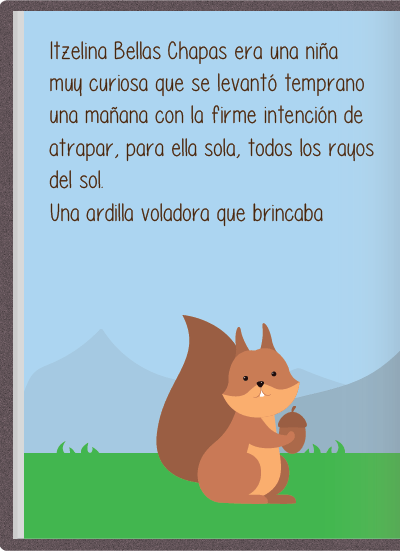 Itzelina Bellas Chapas era una niña
muy curiosa que se levantó temprano
una mañana con la firme intención de
atrapar, para ella sola, todos los rayos
del sol.
Una ardilla voladora que brincaba